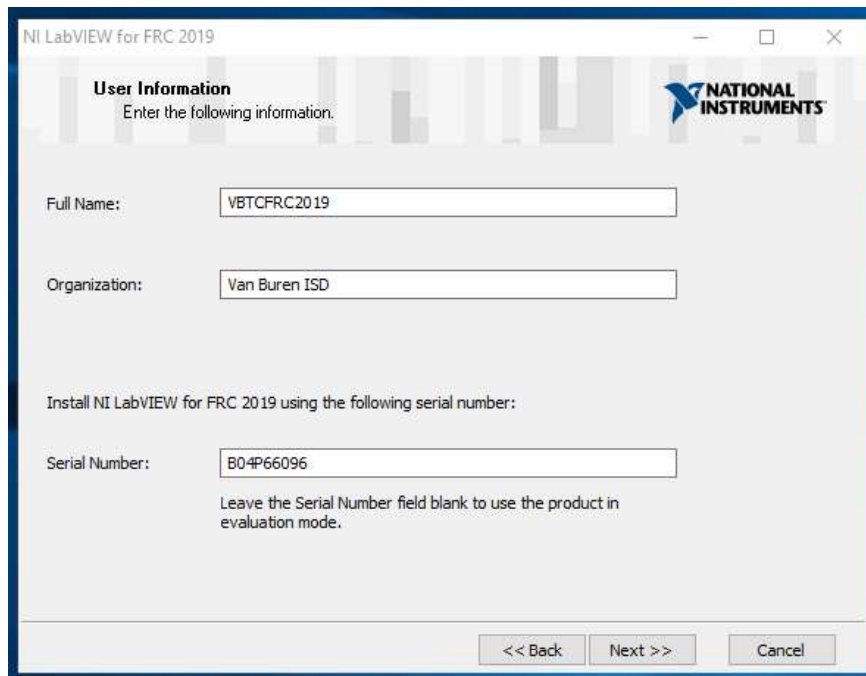 NI LabVIEW for FRC 2019
User Information
Enter the following information.
NATIONAL
INSTRUMENTS
Full Name:
VBTCFRC2019
Organization:
Van Buren ISD
Install NI LabVIEW for FRC 2019 using the following serial number:
Serial Number:
B04P66096
Leave the Serial Number field blank to use the product in
evaluation mode.
<< Back
Next >>
Cancel